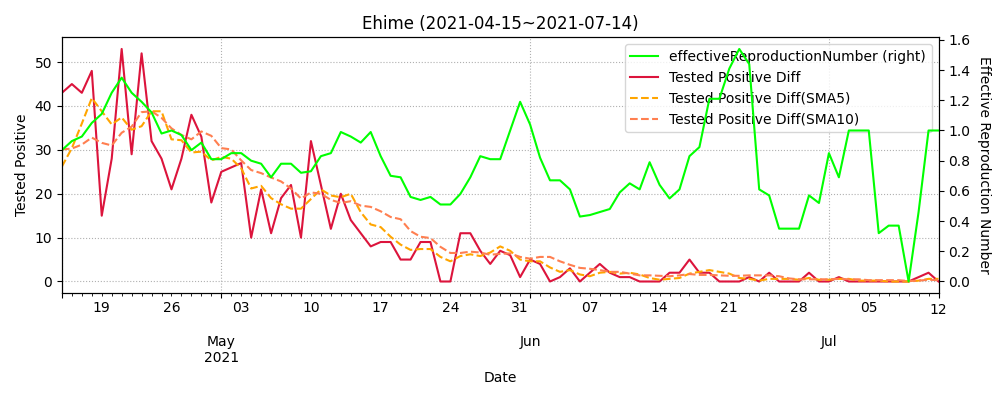 Ehime (2021-04-15~2021-07-14)
effectiveReproductionNumber (right)
Tested Positive Diff
Tested Positive Diff(SMA5)
Tested Positive Diff(SMA10)
Tested Positive
50
40
30
20
10
0
Effective Reproduction Number
1.6
1.4
1.2
1.0
0.8
0.6
0.4
0.2
0.0
19 26 03 10 17 24 31 07 14 21 28 05 12
May Jun Jul
2021
Date